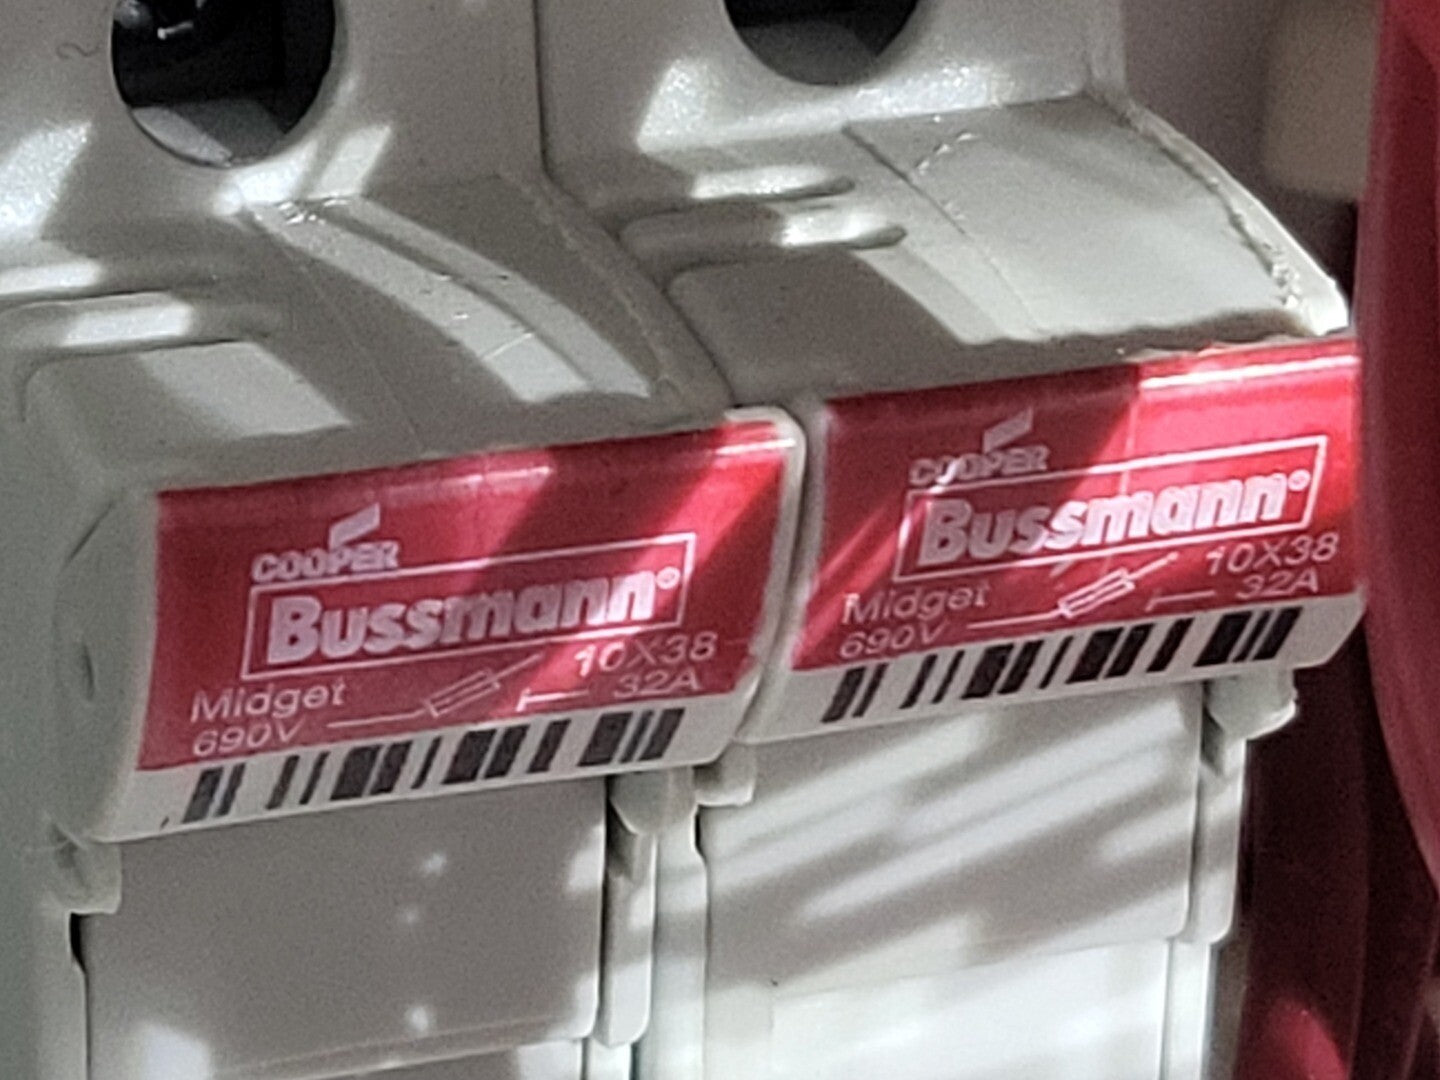 COOPER
Bussmann®
Midget 10X38
690V 32A
COOPER
Bussmann®
Midget 10X38
690V 32A